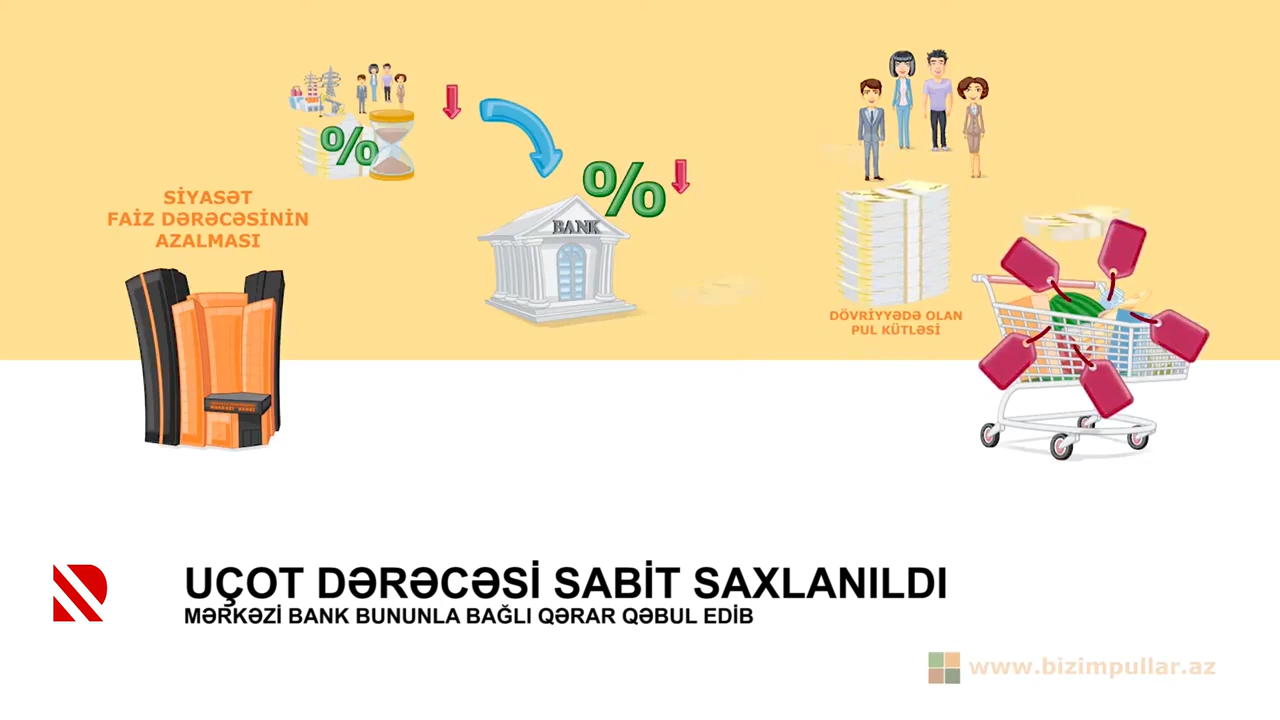 SİYASƏT
FAİZ DƏRƏCƏSİNİN
AZALMASI
%
%
BANK
DÖVRİYYƏDƏ OLAN
PUL KÜTLƏSİ
UÇOT DƏRƏCƏSİ SABİT SAXLANILDI
MƏRKƏZİ BANK BUNUNLA BAĞLI QƏRAR QƏBUL EDİB
www.bizimpullar.az